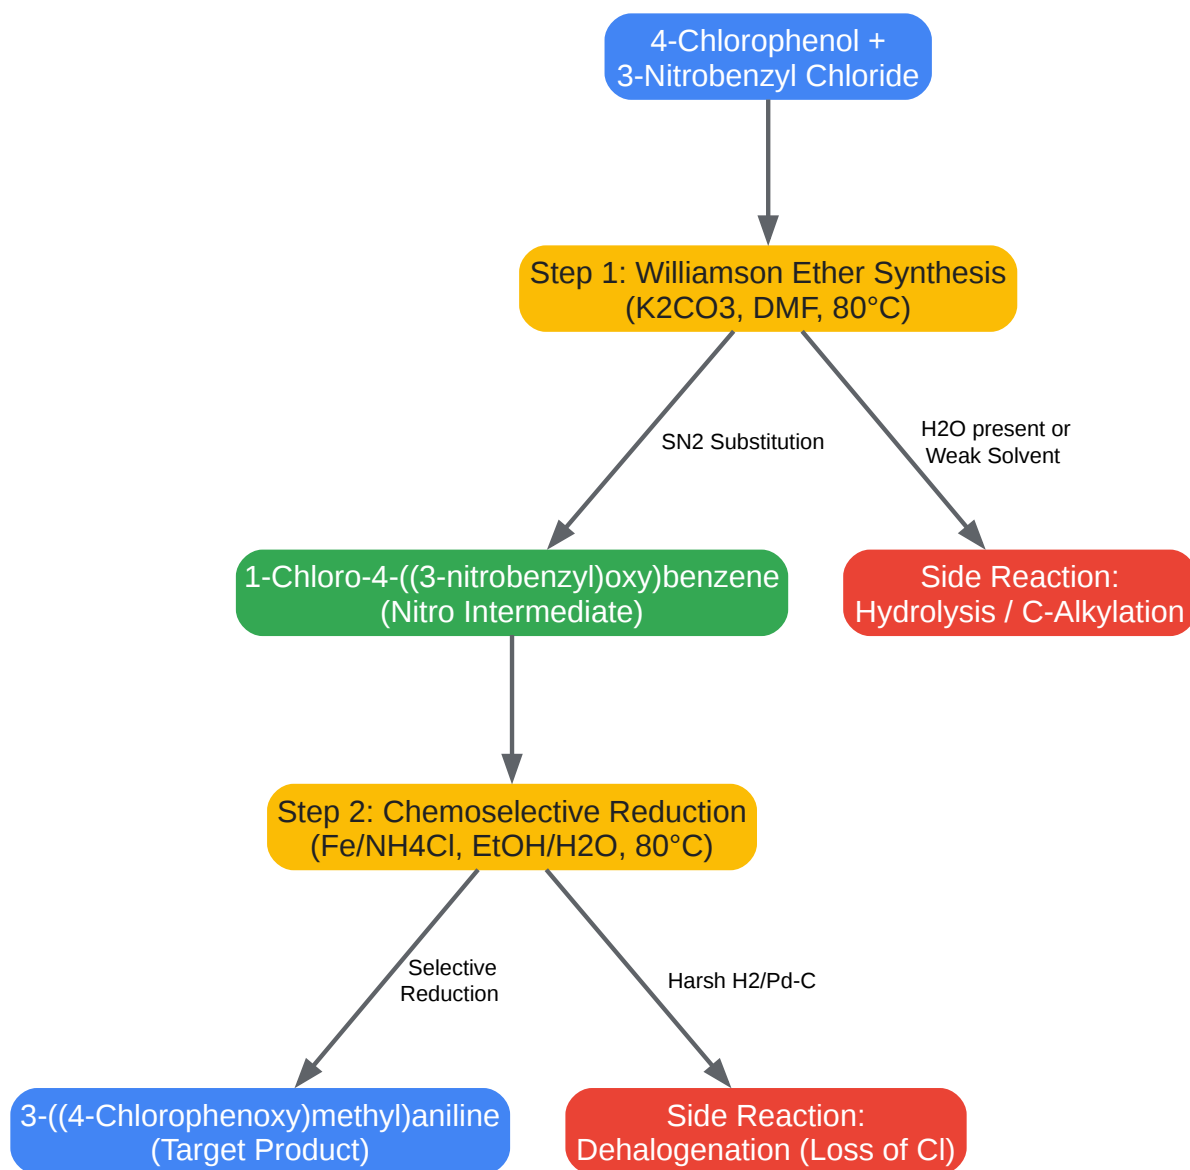 4-Chlorophenol +
3-Nitrobenzyl Chloride
Step 1: Williamson Ether Synthesis
(K2CO3, DMF, 80°C)
SN2 Substitution
H2O present or
Weak Solvent
1-Chloro-4-((3-nitrobenzyl)oxy)benzene
(Nitro Intermediate)
Side Reaction:
Hydrolysis / C-Alkylation
Step 2: Chemoselective Reduction
(Fe/NH4Cl, EtOH/H2O, 80°C)
Selective
Reduction
Harsh H2/Pd-C
3-((4-Chlorophenoxy)methyl)aniline
(Target Product)
Side Reaction:
Dehalogenation (Loss of Cl)